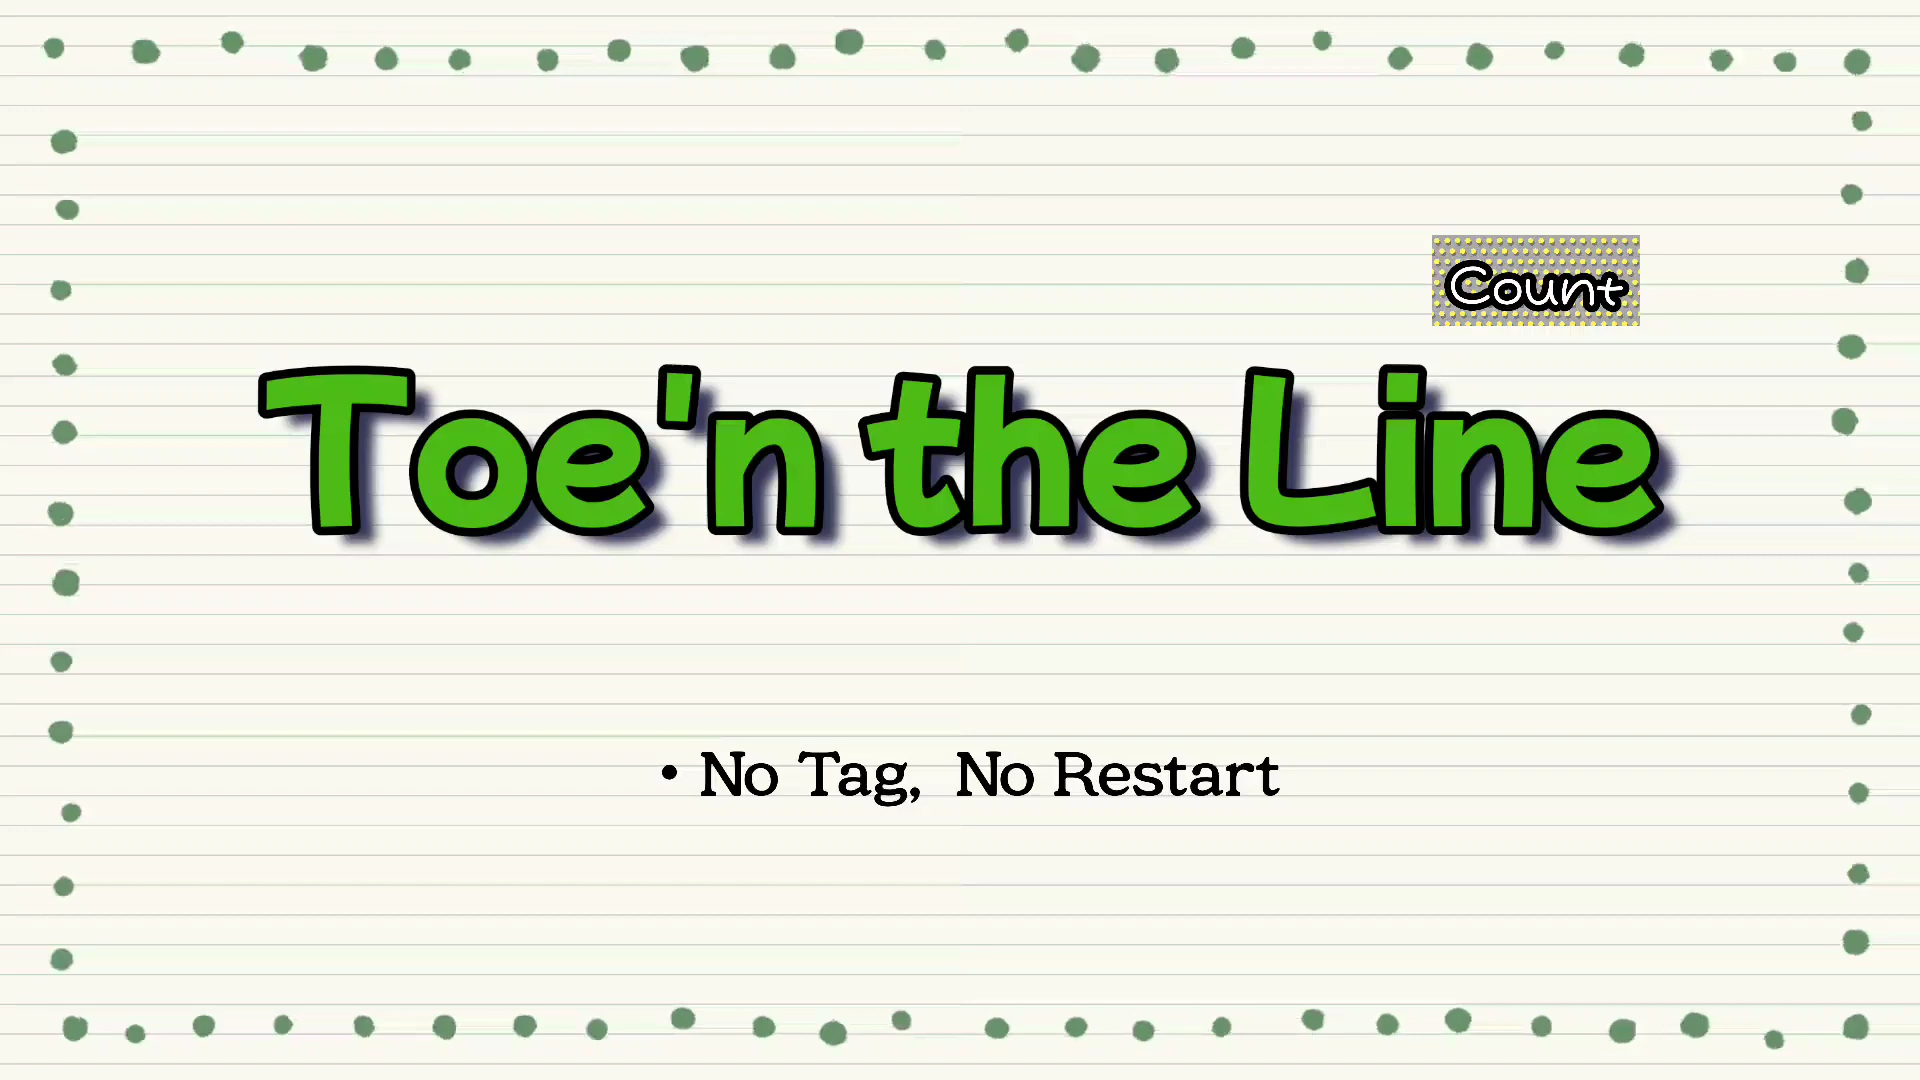 Count
Toe'n the Line
• No Tag, No Restart